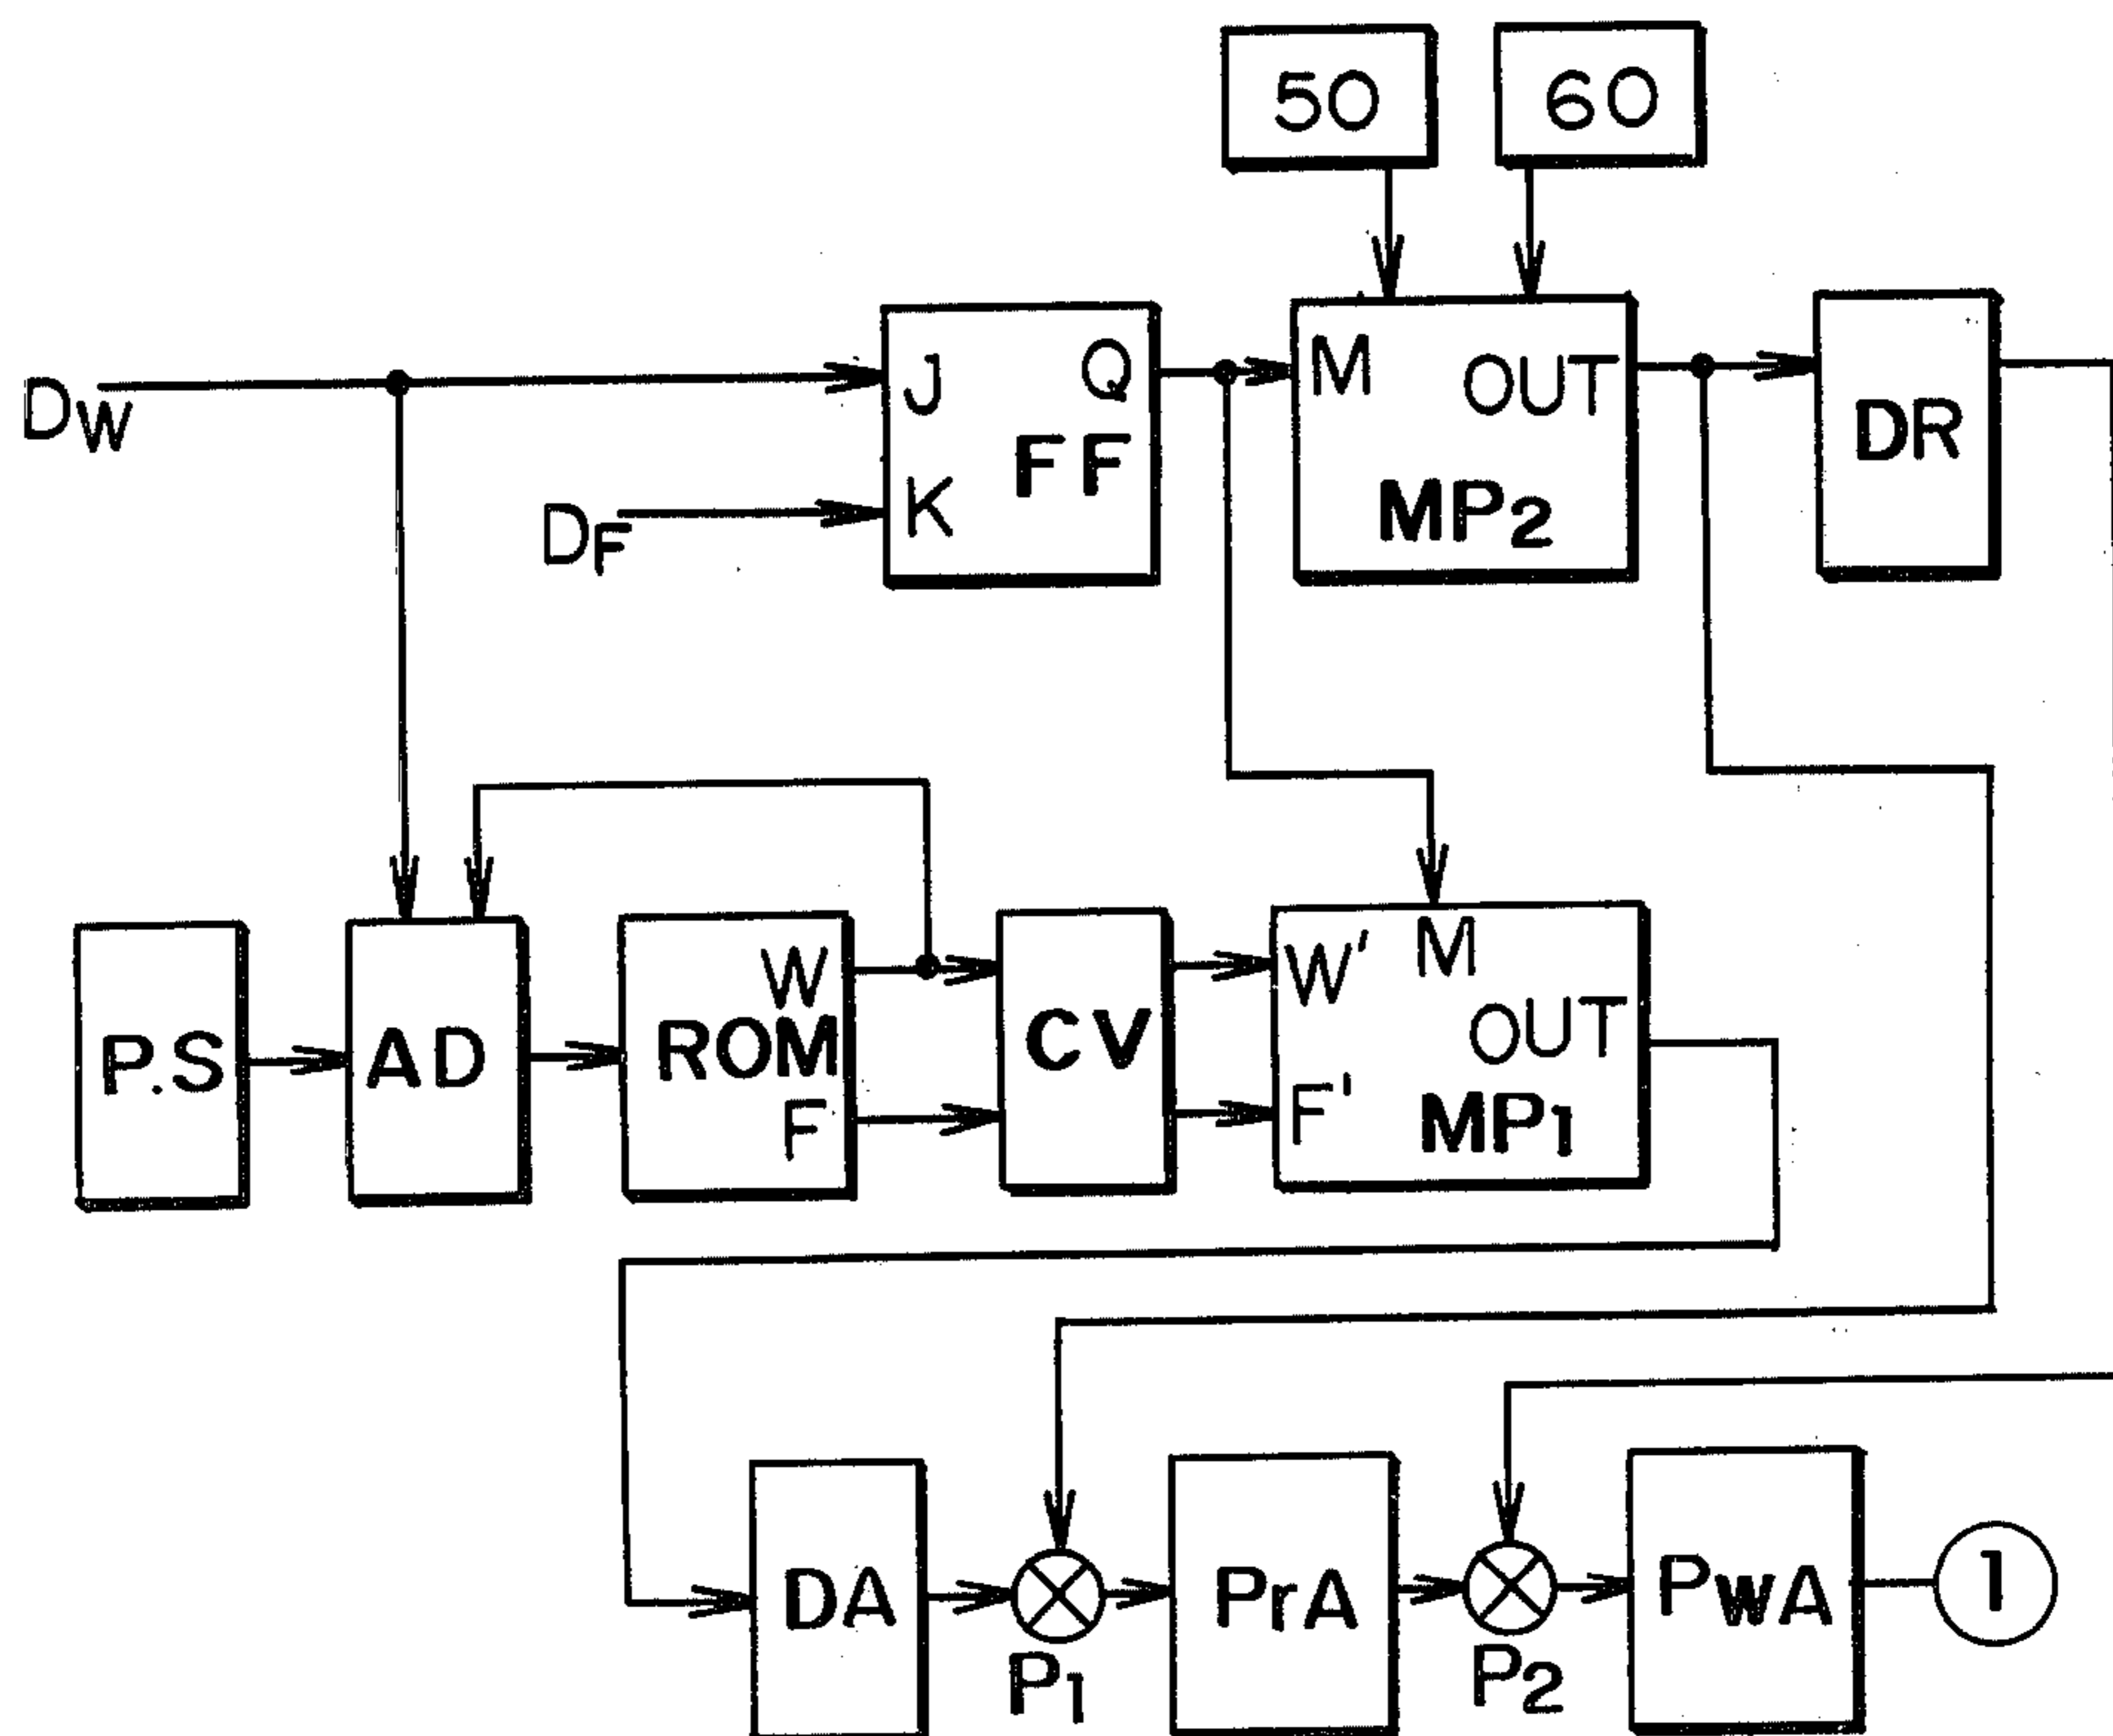 50 60
J Q
M OUT
DW
FF
DR
DF
K
MP2
W
W' M
OUT
P.S
AD
ROM
CV
F
F'
MP1
DA
PrA
PWA
1
P1
P2